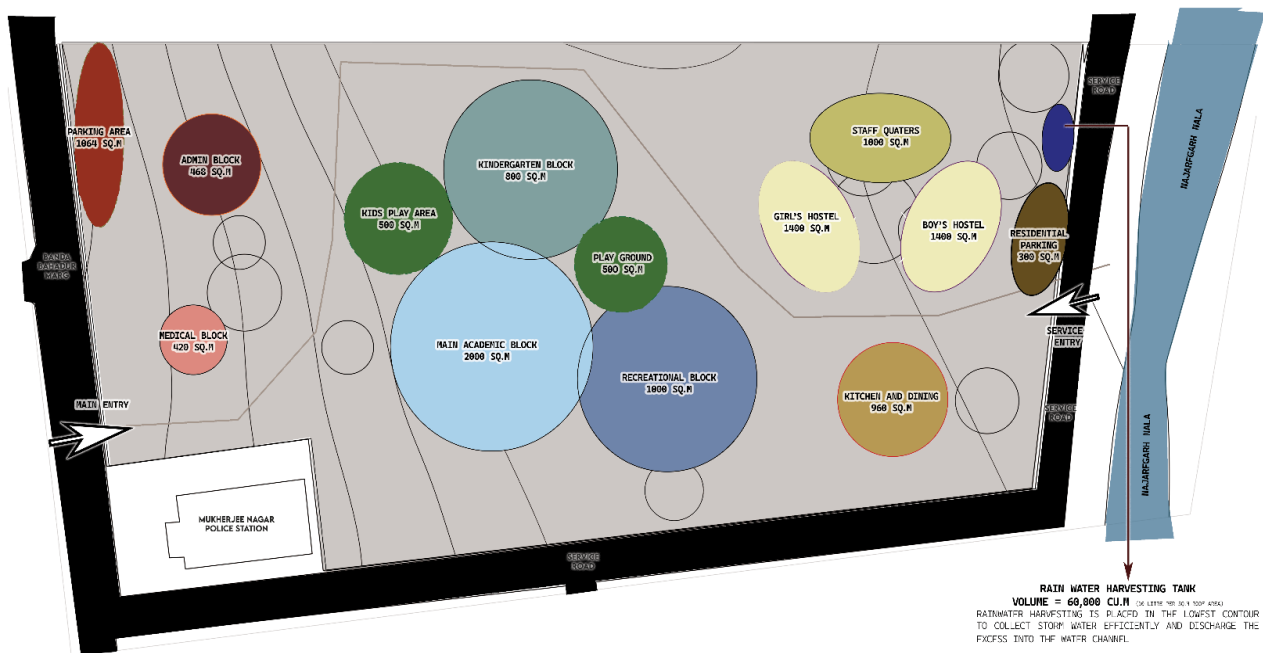 PARKING AREA
1064 SQ.M
ADMIN BLOCK
468 SQ.M
KINDERGARTEN BLOCK
800 SQ.M
KIDS PLAY AREA
500 SQ.M
PLAY GROUND
500 SQ.M
STAFF QUATERS
1000 SQ.M
GIRL'S HOSTEL
1400 SQ.M
BOY'S HOSTEL
1400 SQ.M
RESIDENTIAL
PARKING
300 SQ.M
SERVICE
ROAD
NAJARFGARH NALA
BANDA
BAHADUR
MARG
MEDICAL BLOCK
420 SQ.M
MAIN ACADEMIC BLOCK
2000 SQ.M
RECREATIONAL BLOCK
1000 SQ.M
KITCHEN AND DINING
960 SQ.M
SERVICE
ENTRY
SERVICE
ROAD
NAJARFGARH NALA
MAIN ENTRY
MUKHERJEE NAGAR
POLICE STATION
SERVICE
ROAD
RAIN WATER HARVESTING TANK
VOLUME = 60,000 CU.M
RAINWATER HARVESTING IS PLACED IN THE LOWEST CONTOUR
TO COLLECT STORM WATER EFFICIENTLY AND DISCHARGE THE
EXCESS INTO THE WATER CHANNEL